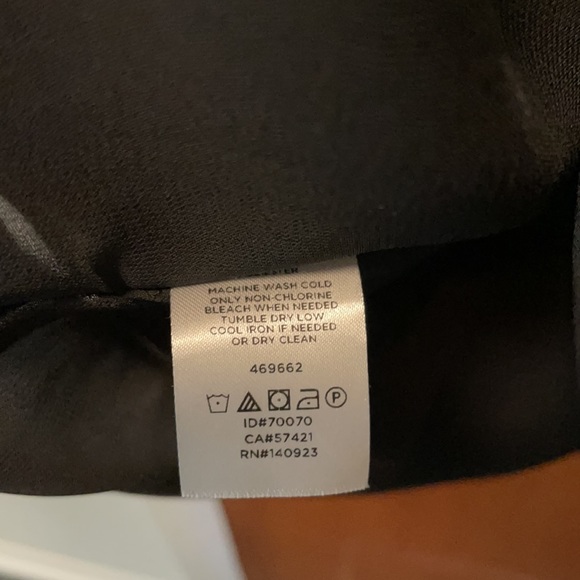 MACHINE WASH COLD
ONLY NON-CHLORINE
BLEACH WHEN NEEDED
TUMBLE DRY LOW
COOL IRON IF NEEDED
OR DRY CLEAN
469662
P
ID#70070
CA#57421
RN#140923